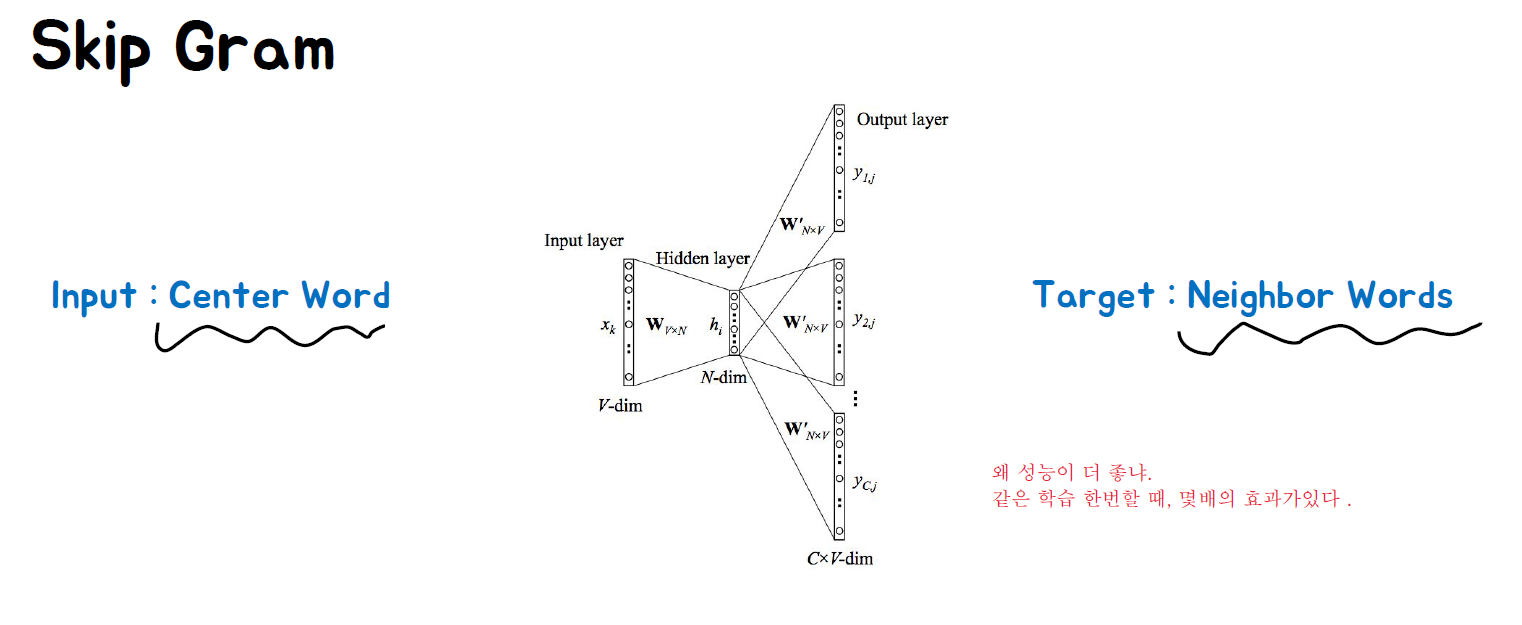 Skip Gram
Output layer
y1,j
W'N×V
Input layer
Hidden layer
Input : Center Word
Target : Neighbor Words
xk
WV×N
hi
W'N×V
y2,j
N-dim
V-dim
W'N×V
왜 성능이 더 좋냐.
yC,j
같은 학습 한번할 때, 몇배의 효과가있다 .
C×V-dim